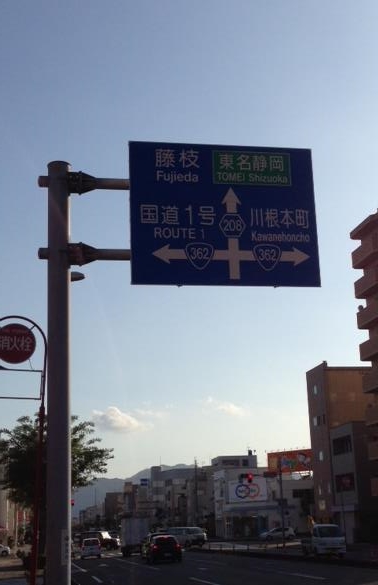 藤枝
Fujieda
東名静岡
TOMEI Shizuoka
国道1号
ROUTE 1
208
川根本町
Kawanehoncho
362
362
消火栓